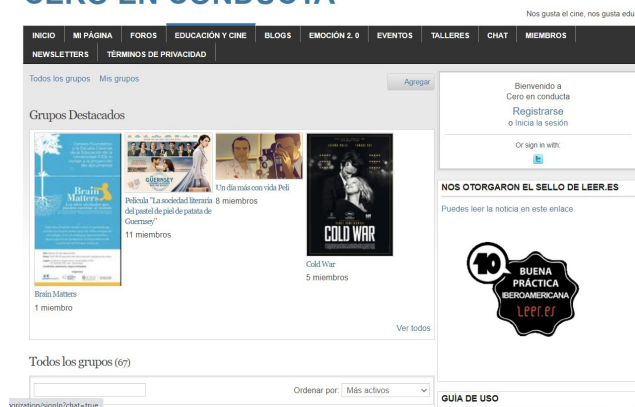 CERO EN CONDUCTA
Nos gusta el cine, nos gusta edu
INICIO MI PÁGINA FOROS EDUCACIÓN Y CINE BLOGS EMOCIÓN 2. 0 EVENTOS TALLERES CHAT MIEMBROS
NEWSLETTERS TÉRMINOS DE PRIVACIDAD
Todos los grupos Mis grupos
Agregar
Grupos Destacados
Brain Matters
Brain Matters
1 miembro
GUERNSEY
Película "La sociedad literaria
del pastel de piel de patata de
Guernsey"
11 miembros
Un día más con vida Peli
8 miembros
COLD WAR
Cold War
5 miembros
Ver todos
Todos los grupos (67)
Ordenar por: Más activos
orization/signIn?chat=true
Bienvenido a
Cero en conducta
Registrarse
o Inicia la sesión
Or sign in with:
NOS OTORGARON EL SELLO DE LEER.ES
Puedes leer la noticia en este enlace
10
BUENA
PRÁCTICA
IBEROAMERICANA
Leer.es
GUÍA DE USO